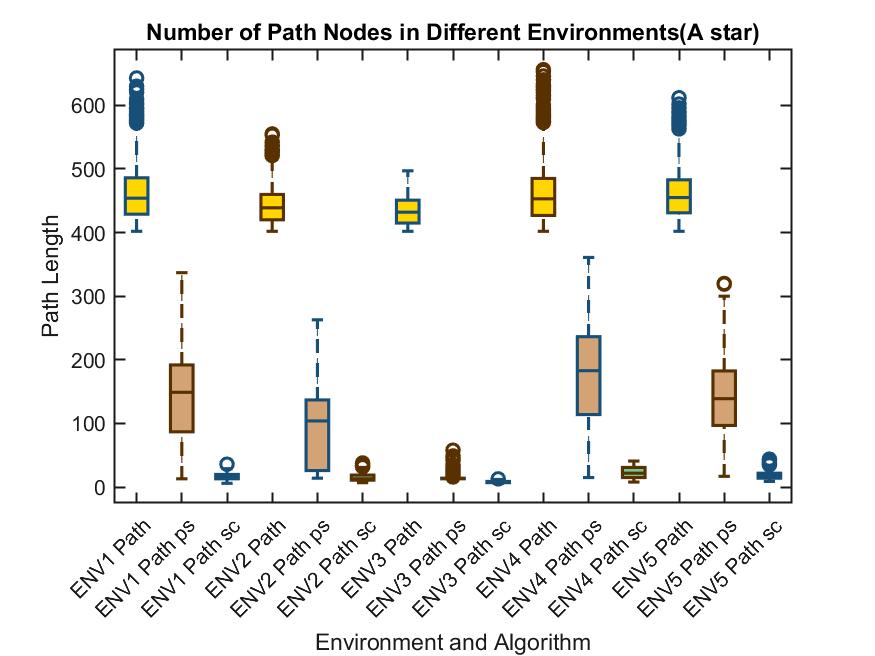 Number of Path Nodes in Different Environments(A star)
Path Length
600
500
400
300
200
100
0
ENV1 Path
ENV1 Path ps
ENV1 Path sc
ENV2 Path
ENV2 Path ps
ENV2 Path sc
ENV3 Path
ENV3 Path ps
ENV3 Path sc
ENV4 Path
ENV4 Path ps
ENV4 Path sc
ENV5 Path
ENV5 Path ps
ENV5 Path sc
Environment and Algorithm